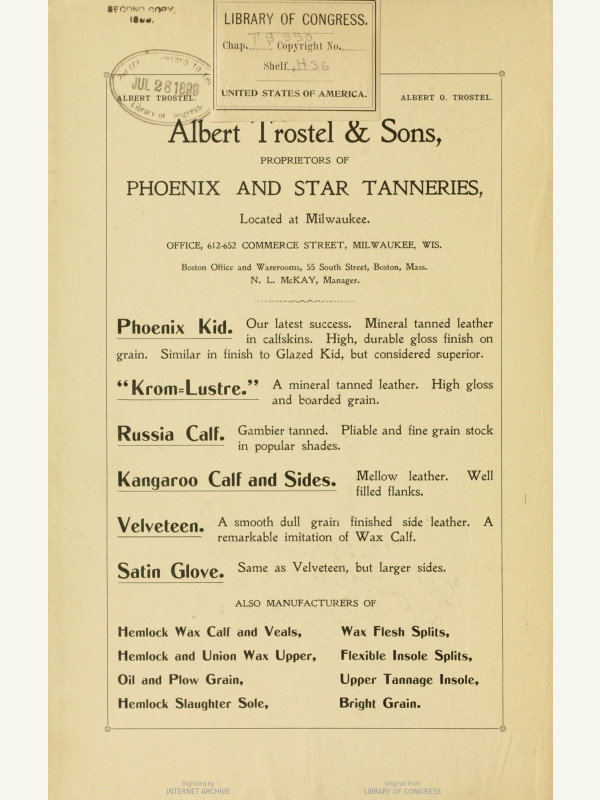 SECOND COPY,
LIBRARY OF CONGRESS.
Chap. Copyright No.
Shelf .H36
UNITED STATES OF AMERICA.
JUL 28 1899
Library of Congress
ALBERT TROSTEL.
ALBERT O. TROSTEL.
Albert Trostel & Sons,
PROPRIETORS OF
PHOENIX AND STAR TANNERIES,
Located at Milwaukee.
OFFICE, 612-652 COMMERCE STREET, MILWAUKEE, WIS.
Boston Office and Warerooms, 55 South Street, Boston, Mass.
N. L. McKAY, Manager.
Phoenix Kid. Our latest success. Mineral tanned leather
in calfskins. High, durable gloss finish on
grain. Similar in finish to Glazed Kid, but considered superior.
“Krom=Lustre.” A mineral tanned leather. High gloss
and boarded grain.
Russia Calf. Gambier tanned. Pliable and fine grain stock
in popular shades.
Kangaroo Calf and Sides. Mellow leather. Well
filled flanks.
Velveteen. A smooth dull grain finished side leather. A
remarkable imitation of Wax Calf.
Satin Glove. Same as Velveteen, but larger sides.
ALSO MANUFACTURERS OF
Hemlock Wax Calf and Veals,
Hemlock and Union Wax Upper,
Oil and Plow Grain,
Hemlock Slaughter Sole,
Wax Flesh Splits,
Flexible Insole Splits,
Upper Tannage Insole,
Bright Grain.
Digitized by
INTERNET ARCHIVE
Original from
LIBRARY OF CONGRESS